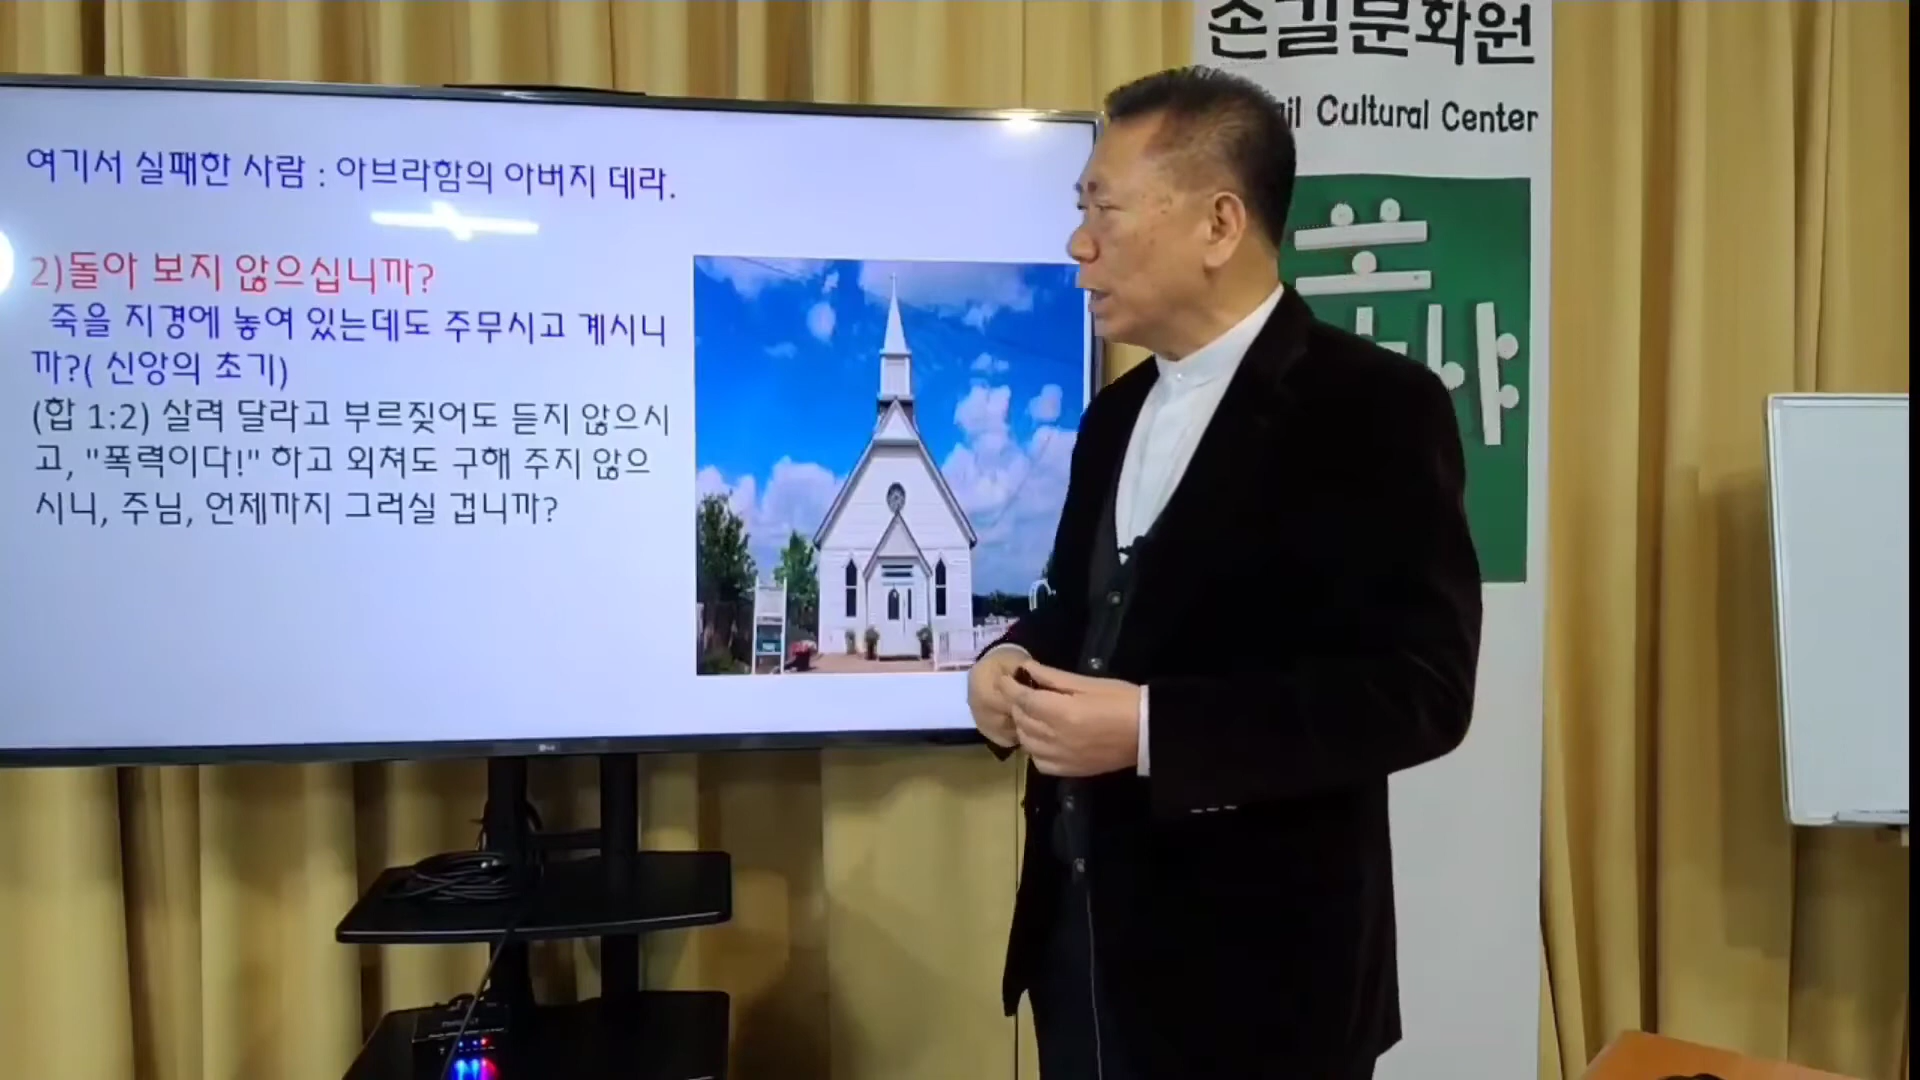 여기서 실패한 사람 : 아브라함의 아버지 데라.
2)돌아 보지 않으십니까?
죽을 지경에 놓여 있는데도 주무시고 계시니
까?( 신앙의 초기)
(합 1:2) 살려 달라고 부르짖어도 듣지 않으시
고, "폭력이다!" 하고 외쳐도 구해 주지 않으
시니, 주님, 언제까지 그러실 겁니까?
손길문화원
Cultural Center
LG